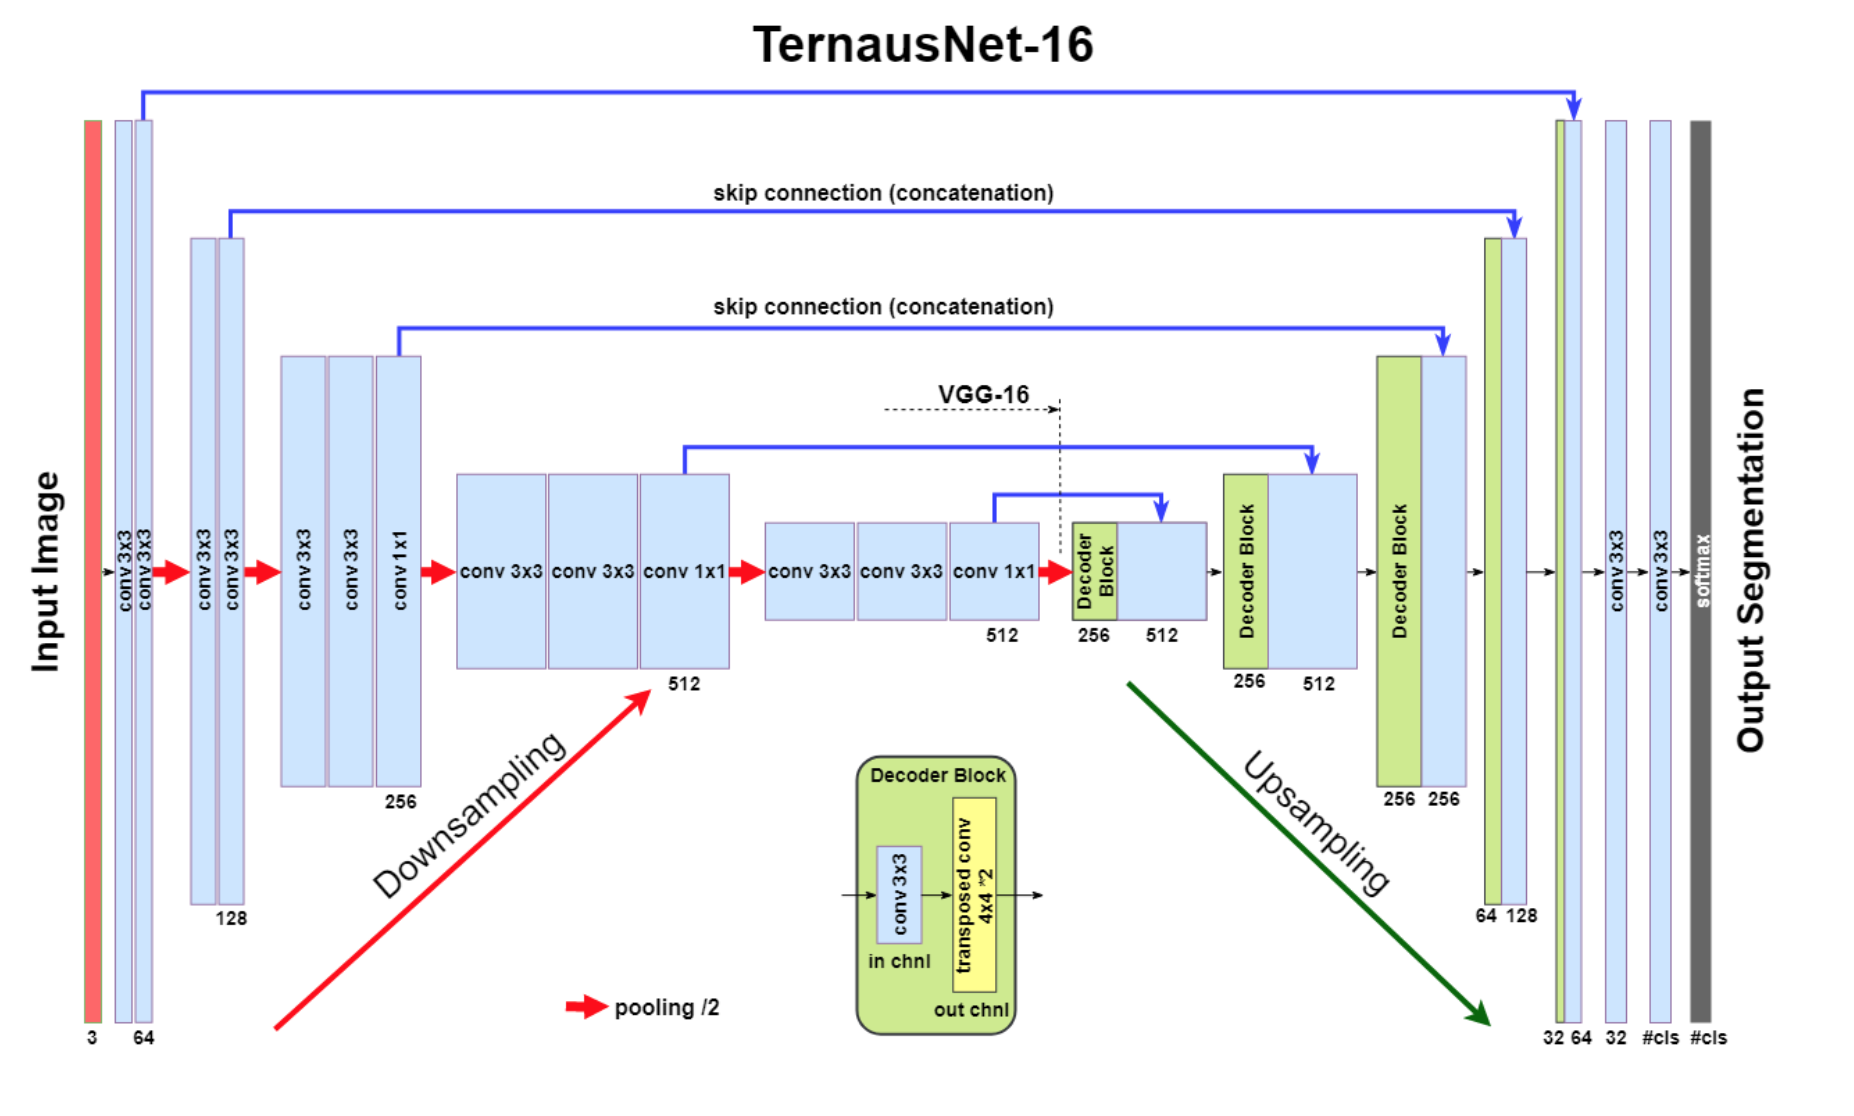 TernausNet-16
skip connection (concatenation)
skip connection (concatenation)
VGG-16
Input Image
conv 3x3
conv 3x3
conv 3x3
conv 3x3
conv 3x3
conv 3x3
conv 1x1
conv 3x3
conv 3x3
conv 1x1
conv 3x3
conv 3x3
conv 1x1
Decoder
Block
Decoder Block
Decoder Block
conv 3x3
conv 3x3
softmax
Output Segmentation
512
256
512
512
256
512
256
256
256
128
64
128
3
64
32
64
32
#cls
#cls
Downsampling
Upsampling
Decoder Block
conv 3x3
transposed conv
4x4 *2
in chnl
out chnl
pooling /2